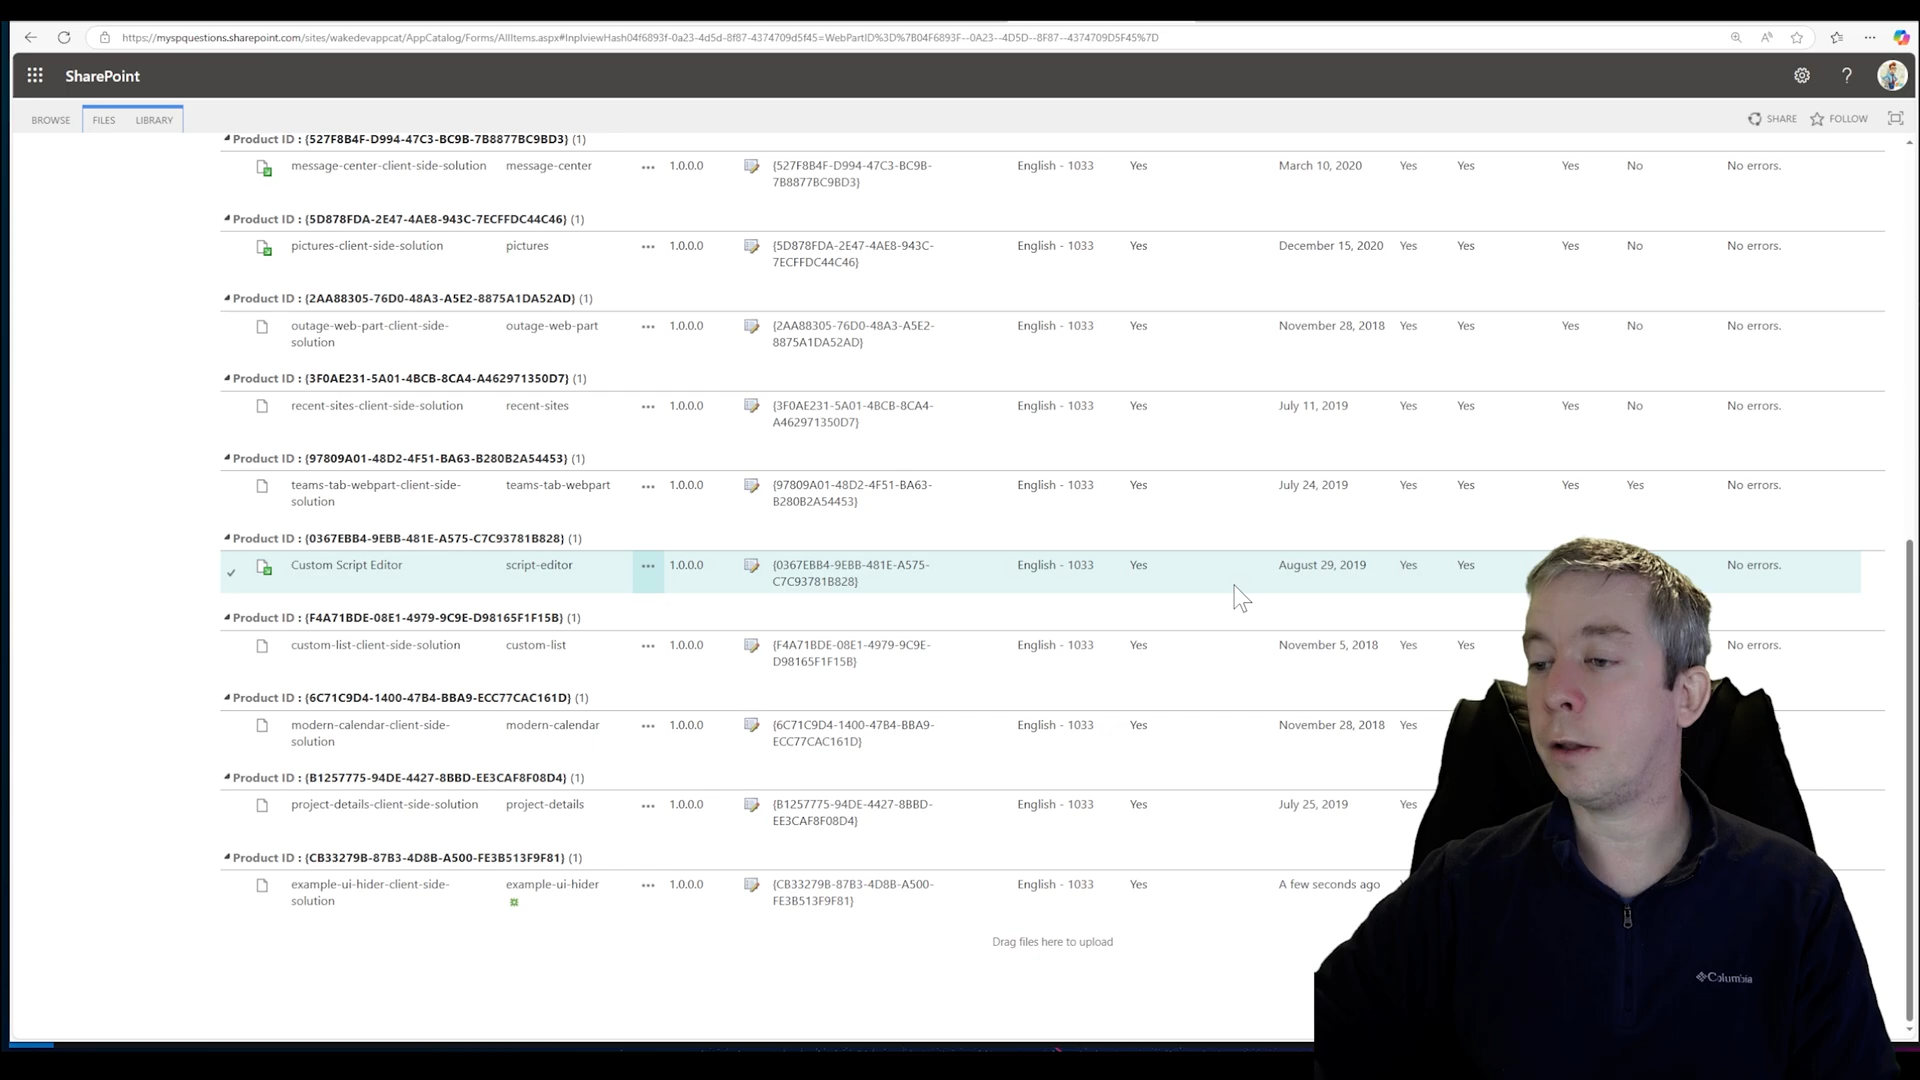 https://myspquestions.sharepoint.com/sites/wakedevappcat/AppCatalog/Forms/AllItems.aspx#InplviewHash04f6893f-0a23-4d5d-8f87-4374709d5f45=WebPartID%3D%7B04F6893F--0A23--4D5D--8F87--4374709D5F45%7D
SharePoint
BROWSE FILES LIBRARY SHARE FOLLOW
Product ID : {527F8B4F-D994-47C3-BC9B-7B8877BC9BD3} (1)
message-center-client-side-solution message-center ... 1.0.0.0 {527F8B4F-D994-47C3-BC9B- English - 1033 Yes March 10, 2020 Yes Yes Yes No No errors.
7B8877BC9BD3}
Product ID : {5D878FDA-2E47-4AE8-943C-7ECFFDC44C46} (1)
pictures-client-side-solution pictures ... 1.0.0.0 {5D878FDA-2E47-4AE8-943C- English - 1033 Yes December 15, 2020 Yes Yes Yes No No errors.
7ECFFDC44C46}
Product ID : {2AA88305-76D0-48A3-A5E2-8875A1DA52AD} (1)
outage-web-part-client-side- outage-web-part ... 1.0.0.0 {2AA88305-76D0-48A3-A5E2- English - 1033 Yes November 28, 2018 Yes Yes Yes No No errors.
solution 8875A1DA52AD}
Product ID : {3F0AE231-5A01-4BCB-8CA4-A462971350D7} (1)
recent-sites-client-side-solution recent-sites ... 1.0.0.0 {3F0AE231-5A01-4BCB-8CA4- English - 1033 Yes July 11, 2019 Yes Yes Yes No No errors.
A462971350D7}
Product ID : {97809A01-48D2-4F51-BA63-B280B2A54453} (1)
teams-tab-webpart-client-side- teams-tab-webpart ... 1.0.0.0 {97809A01-48D2-4F51-BA63- English - 1033 Yes July 24, 2019 Yes Yes Yes Yes No errors.
solution B280B2A54453}
Product ID : {0367EBB4-9EBB-481E-A575-C7C93781B828} (1)
Custom Script Editor script-editor ... 1.0.0.0 {0367EBB4-9EBB-481E-A575- English - 1033 Yes August 29, 2019 Yes Yes No errors.
C7C93781B828}
Product ID : {F4A71BDE-08E1-4979-9C9E-D98165F1F15B} (1)
custom-list-client-side-solution custom-list ... 1.0.0.0 {F4A71BDE-08E1-4979-9C9E- English - 1033 Yes November 5, 2018 Yes Yes No errors.
D98165F1F15B}
Product ID : {6C71C9D4-1400-47B4-BBA9-ECC77CAC161D} (1)
modern-calendar-client-side- modern-calendar ... 1.0.0.0 {6C71C9D4-1400-47B4-BBA9- English - 1033 Yes November 28, 2018 Yes
solution ECC77CAC161D}
Product ID : {B1257775-94DE-4427-8BBD-EE3CAF8F08D4} (1)
project-details-client-side-solution project-details ... 1.0.0.0 {B1257775-94DE-4427-8BBD- English - 1033 Yes July 25, 2019 Yes
EE3CAF8F08D4}
Product ID : {CB33279B-87B3-4D8B-A500-FE3B513F9F81} (1)
example-ui-hider-client-side- example-ui-hider ... 1.0.0.0 {CB33279B-87B3-4D8B-A500- English - 1033 Yes A few seconds ago
solution FE3B513F9F81}
Drag files here to upload
Columbia